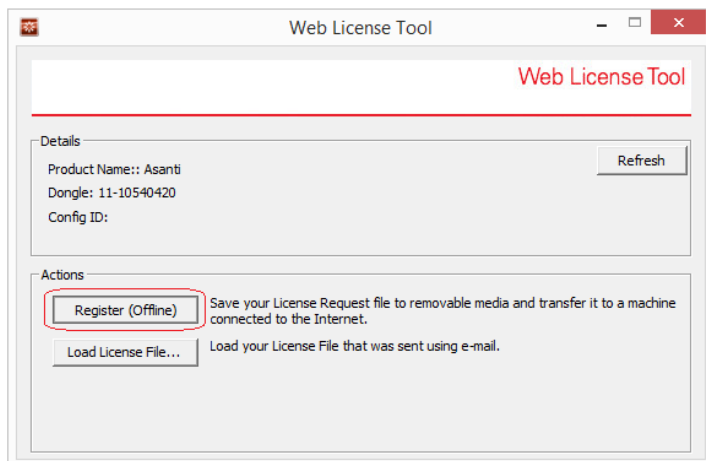 Web License Tool
Web License Tool
Details
Refresh
Product Name:: Asanti
Dongle: 11-10540420
Config ID:
Actions
Register (Offline)
Save your License Request file to removable media and transfer it to a machine
connected to the Internet.
Load License File...
Load your License File that was sent using e-mail.